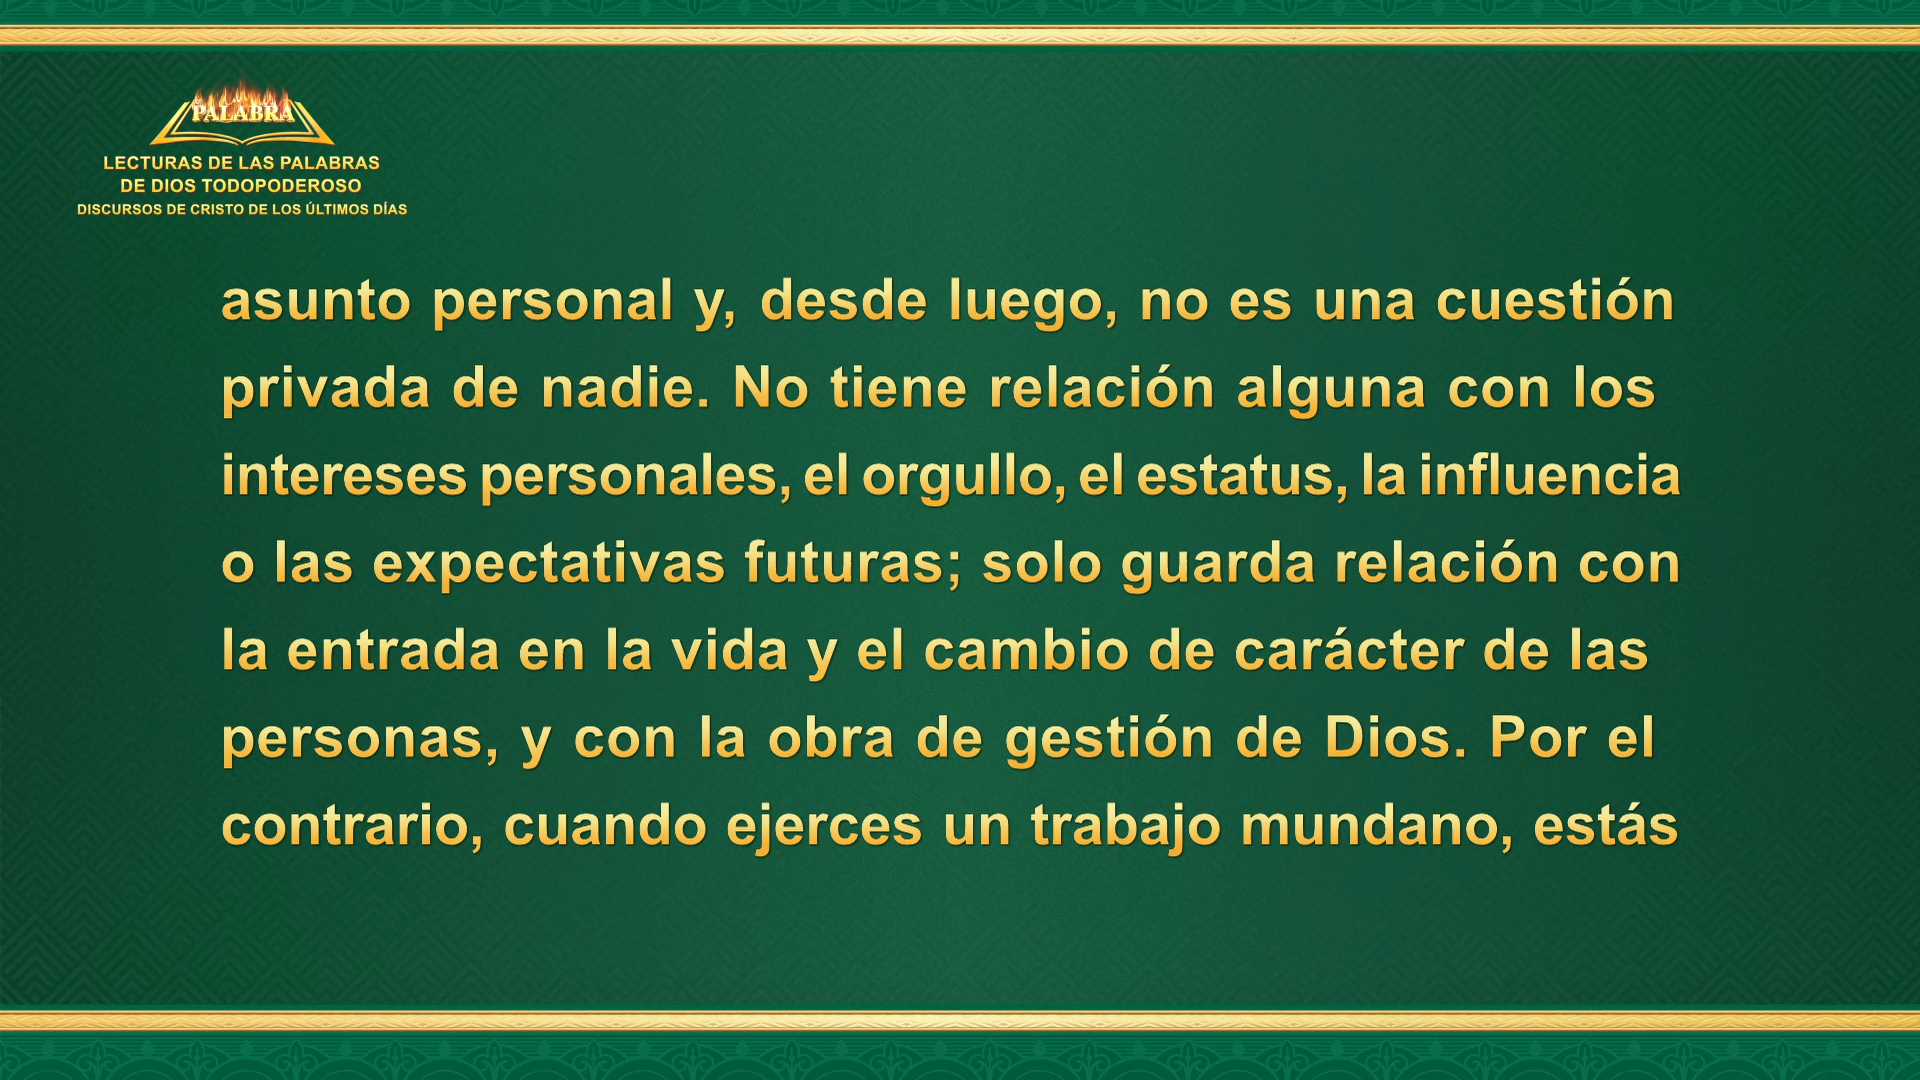 PALABRA
LECTURAS DE LAS PALABRAS
DE DIOS TODOPODEROSO
DISCURSOS DE CRISTO DE LOS ÚLTIMOS DÍAS
asunto personal y, desde luego, no es una cuestión
privada de nadie. No tiene relación alguna con los
intereses personales, el orgullo, el estatus, la influencia
o las expectativas futuras; solo guarda relación con
la entrada en la vida y el cambio de carácter de las
personas, y con la obra de gestión de Dios. Por el
contrario, cuando ejerces un trabajo mundano, estás